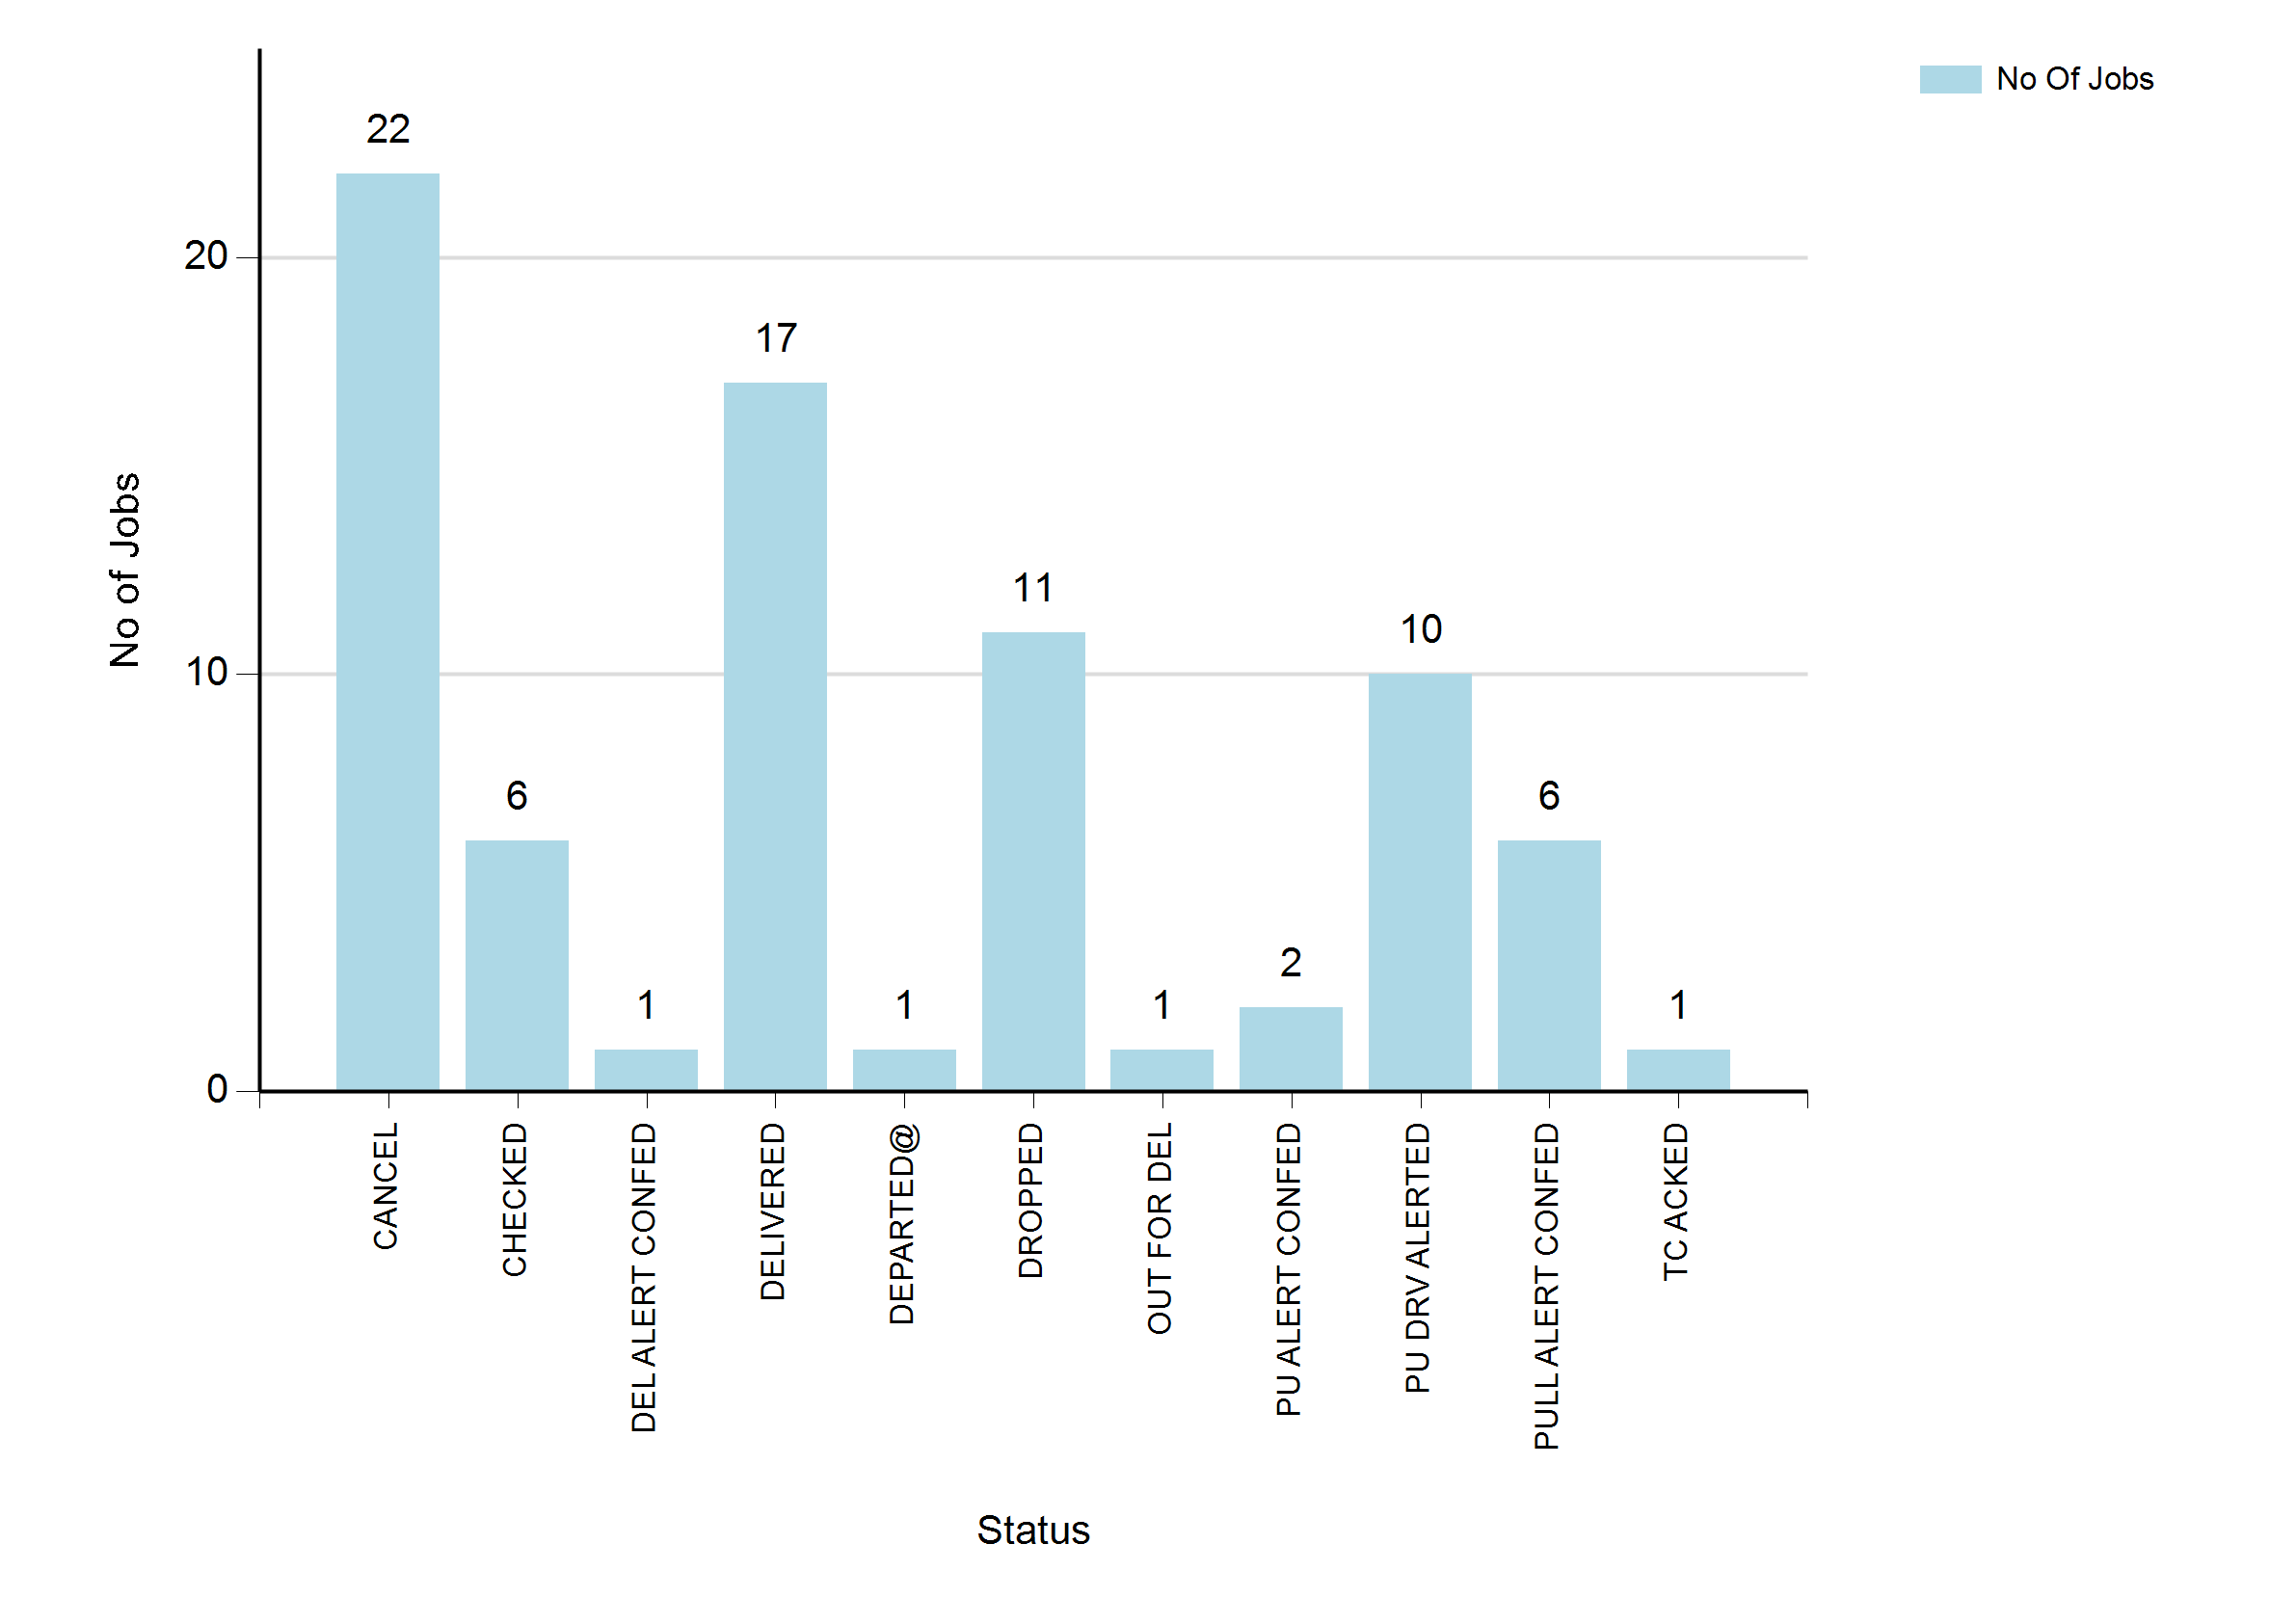 No Of Jobs
22
20
17
11
10
10
6
6
2
1
1
1
1
0
No of Jobs
CANCEL
CHECKED
DEL ALERT CONFED
DELIVERED
DEPARTED@
DROPPED
OUT FOR DEL
PU ALERT CONFED
PU DRV ALERTED
PULL ALERT CONFED
TC ACKED
Status